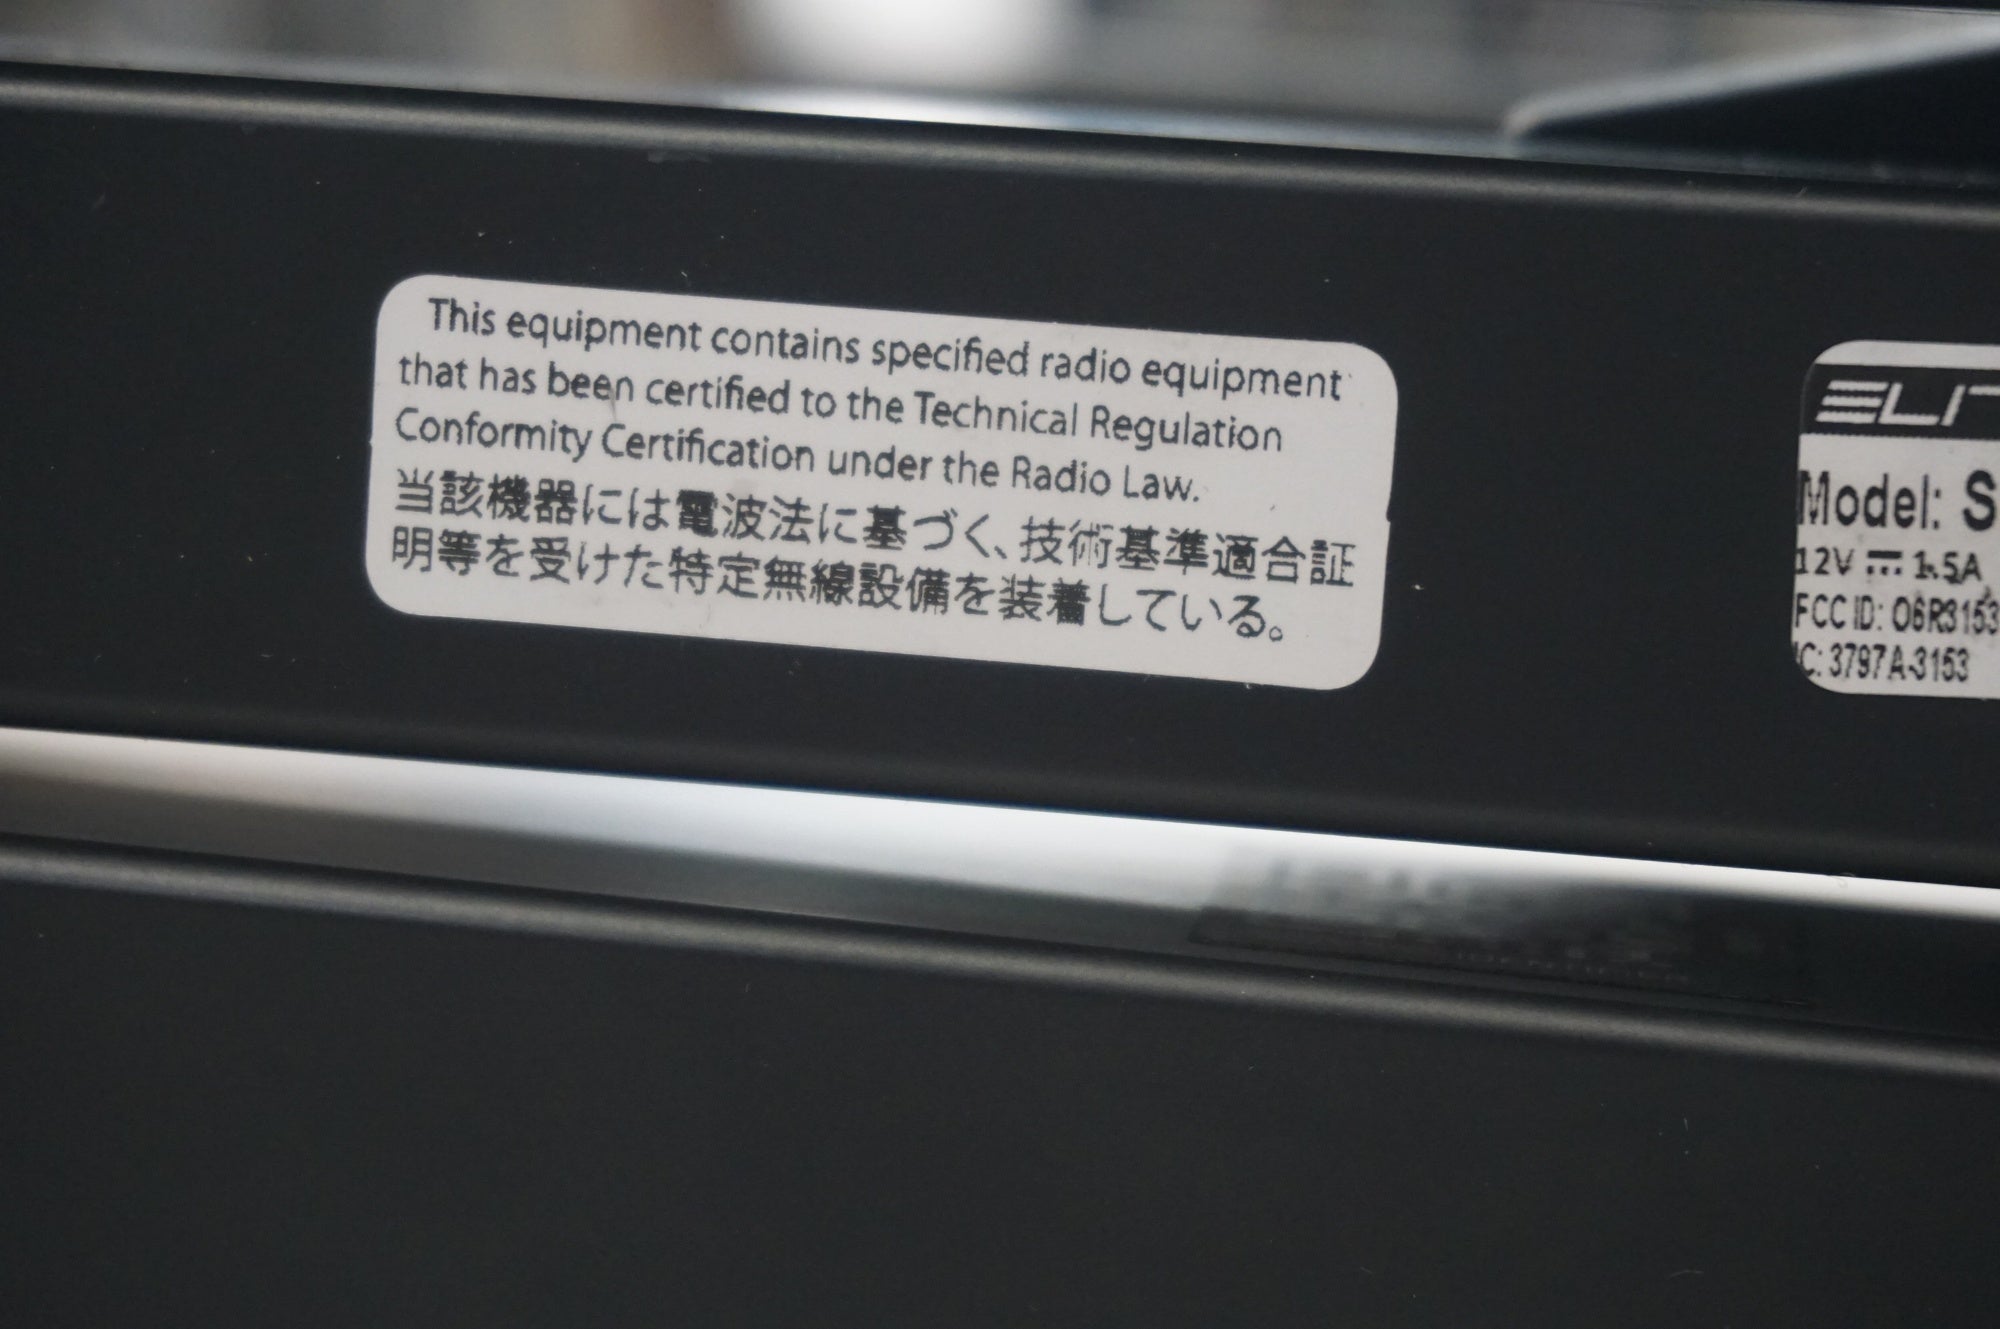 This equipment contains specified radio equipment
that has been certified to the Technical Regulation
Conformity Certification under the Radio Law.
当該機器には電波法に基づく、技術基準適合証
明等を受けた特定無線設備を装着している。
Model: S
12V ⎓ 1.5A
FCC ID: O6R3153
IC: 3797A-3153